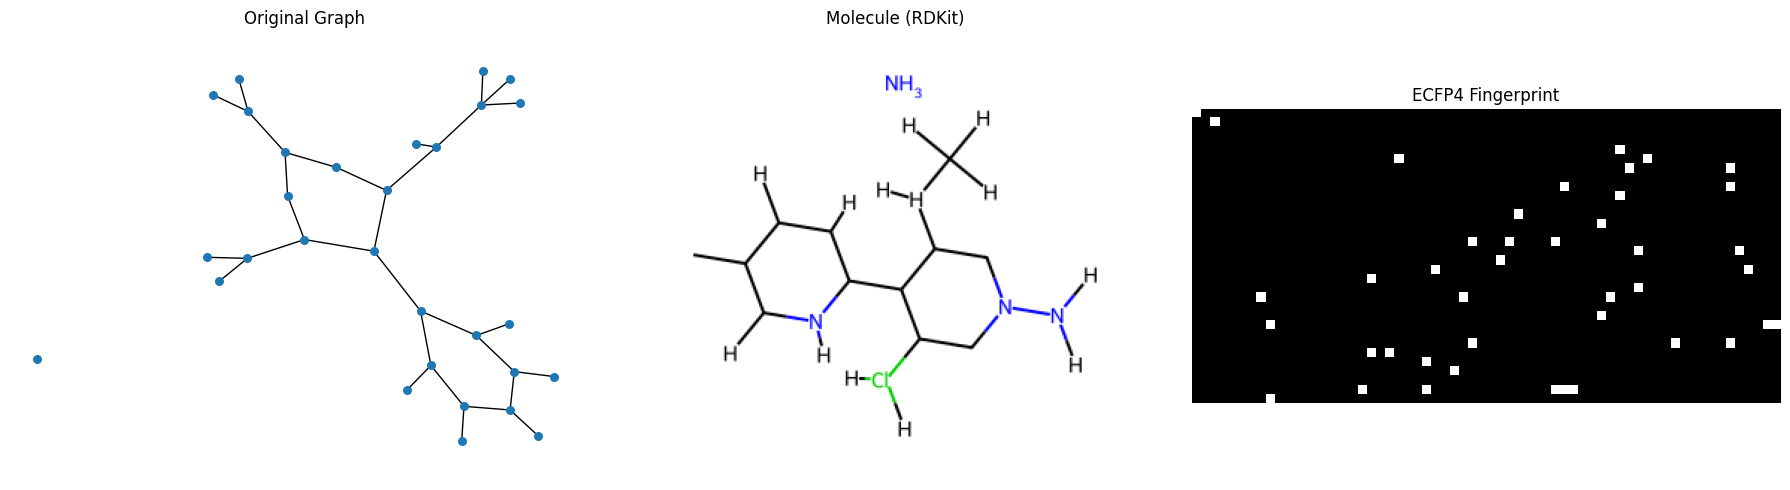 Original Graph
Molecule (RDKit)
ECFP4 Fingerprint
NH3
H H
H H H H
H
N N H
N
H H H
H Cl
H